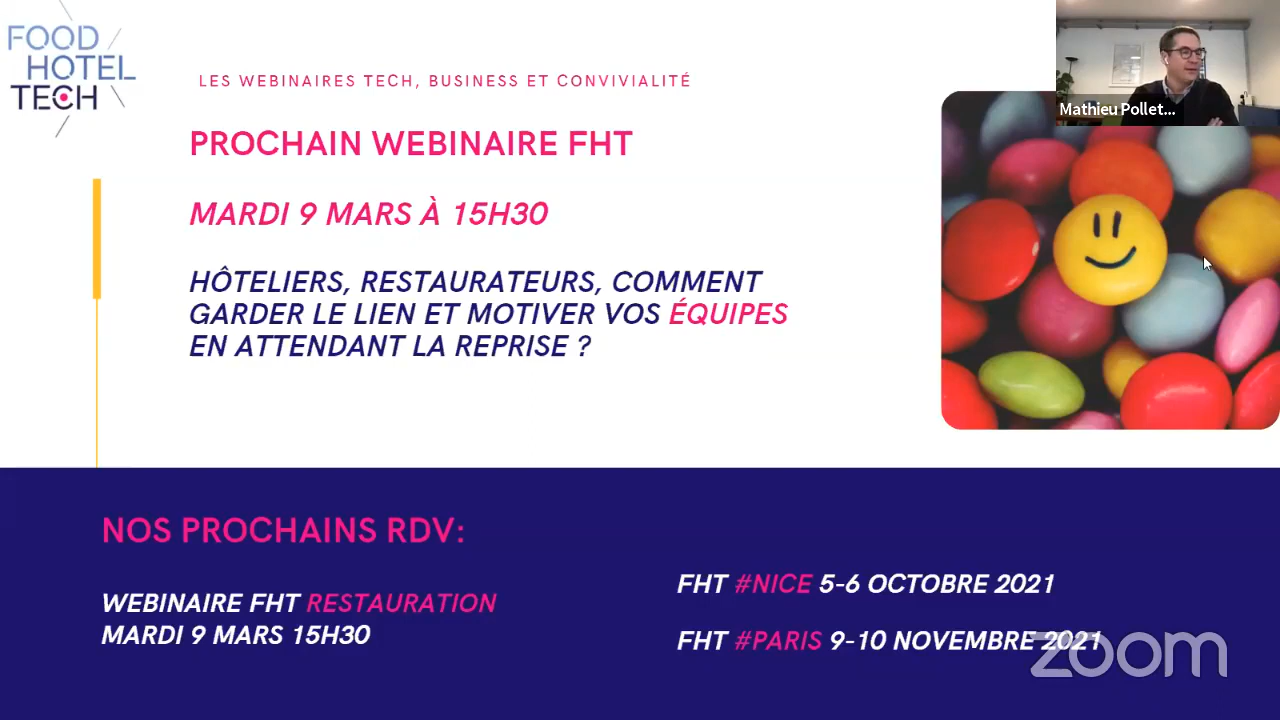 FOOD
HOTEL
TECH
LES WEBINAIRES TECH, BUSINESS ET CONVIVIALITÉ
PROCHAIN WEBINAIRE FHT
MARDI 9 MARS À 15H30
HÔTELIERS, RESTAURATEURS, COMMENT
GARDER LE LIEN ET MOTIVER VOS ÉQUIPES
EN ATTENDANT LA REPRISE ?
Mathieu Pollet...
NOS PROCHAINS RDV:
WEBINAIRE FHT RESTAURATION
MARDI 9 MARS 15H30
FHT #NICE 5-6 OCTOBRE 2021
FHT #PARIS 9-10 NOVEMBRE 2021
zoom